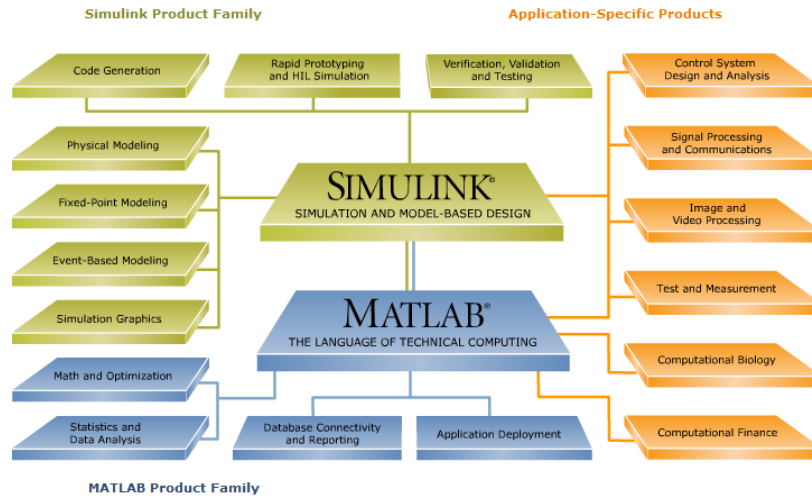 Simulink Product Family
Application-Specific Products
Code Generation
Rapid Prototyping
and HIL Simulation
Verification, Validation
and Testing
Control System
Design and Analysis
Physical Modeling
Signal Processing
and Communications
SIMULINK®
SIMULATION AND MODEL-BASED DESIGN
Fixed-Point Modeling
Image and
Video Processing
Event-Based Modeling
Test and Measurement
Simulation Graphics
MATLAB®
THE LANGUAGE OF TECHNICAL COMPUTING
Math and Optimization
Computational Biology
Statistics and
Data Analysis
Database Connectivity
and Reporting
Application Deployment
Computational Finance
MATLAB Product Family